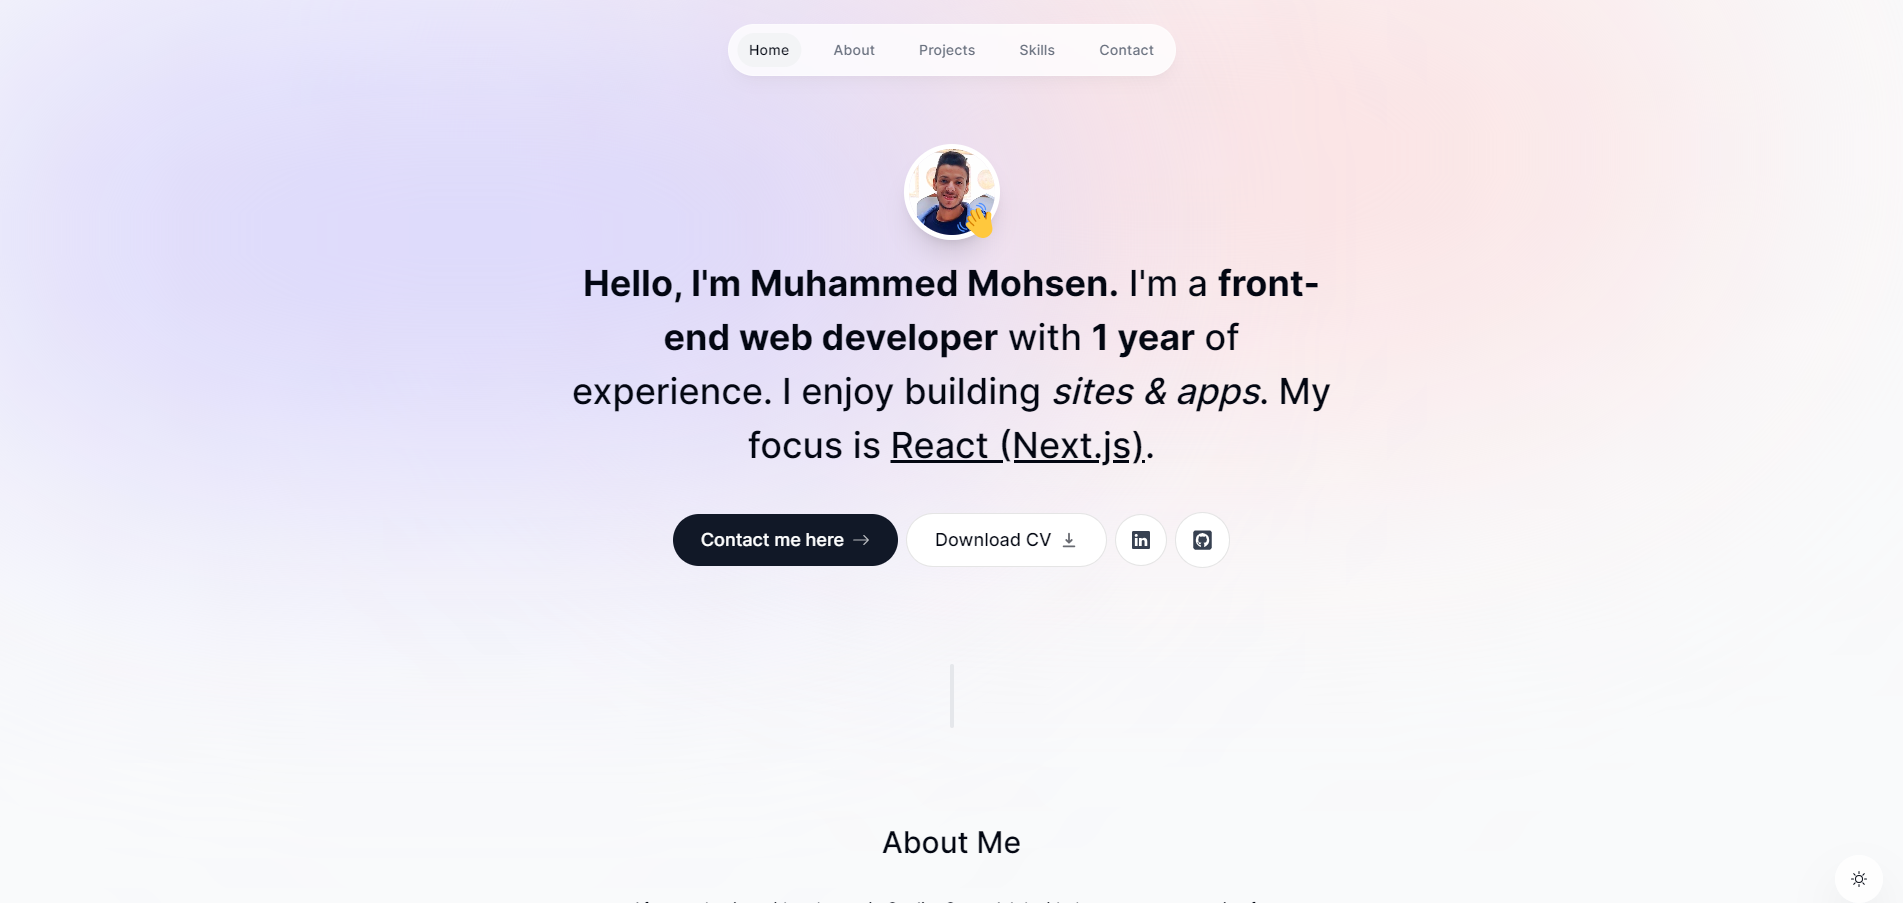 Home About Projects Skills Contact
Hello, I'm Muhammed Mohsen. I'm a front-
end web developer with 1 year of
experience. I enjoy building sites & apps. My
focus is React (Next.js).
Contact me here Download CV in
About Me